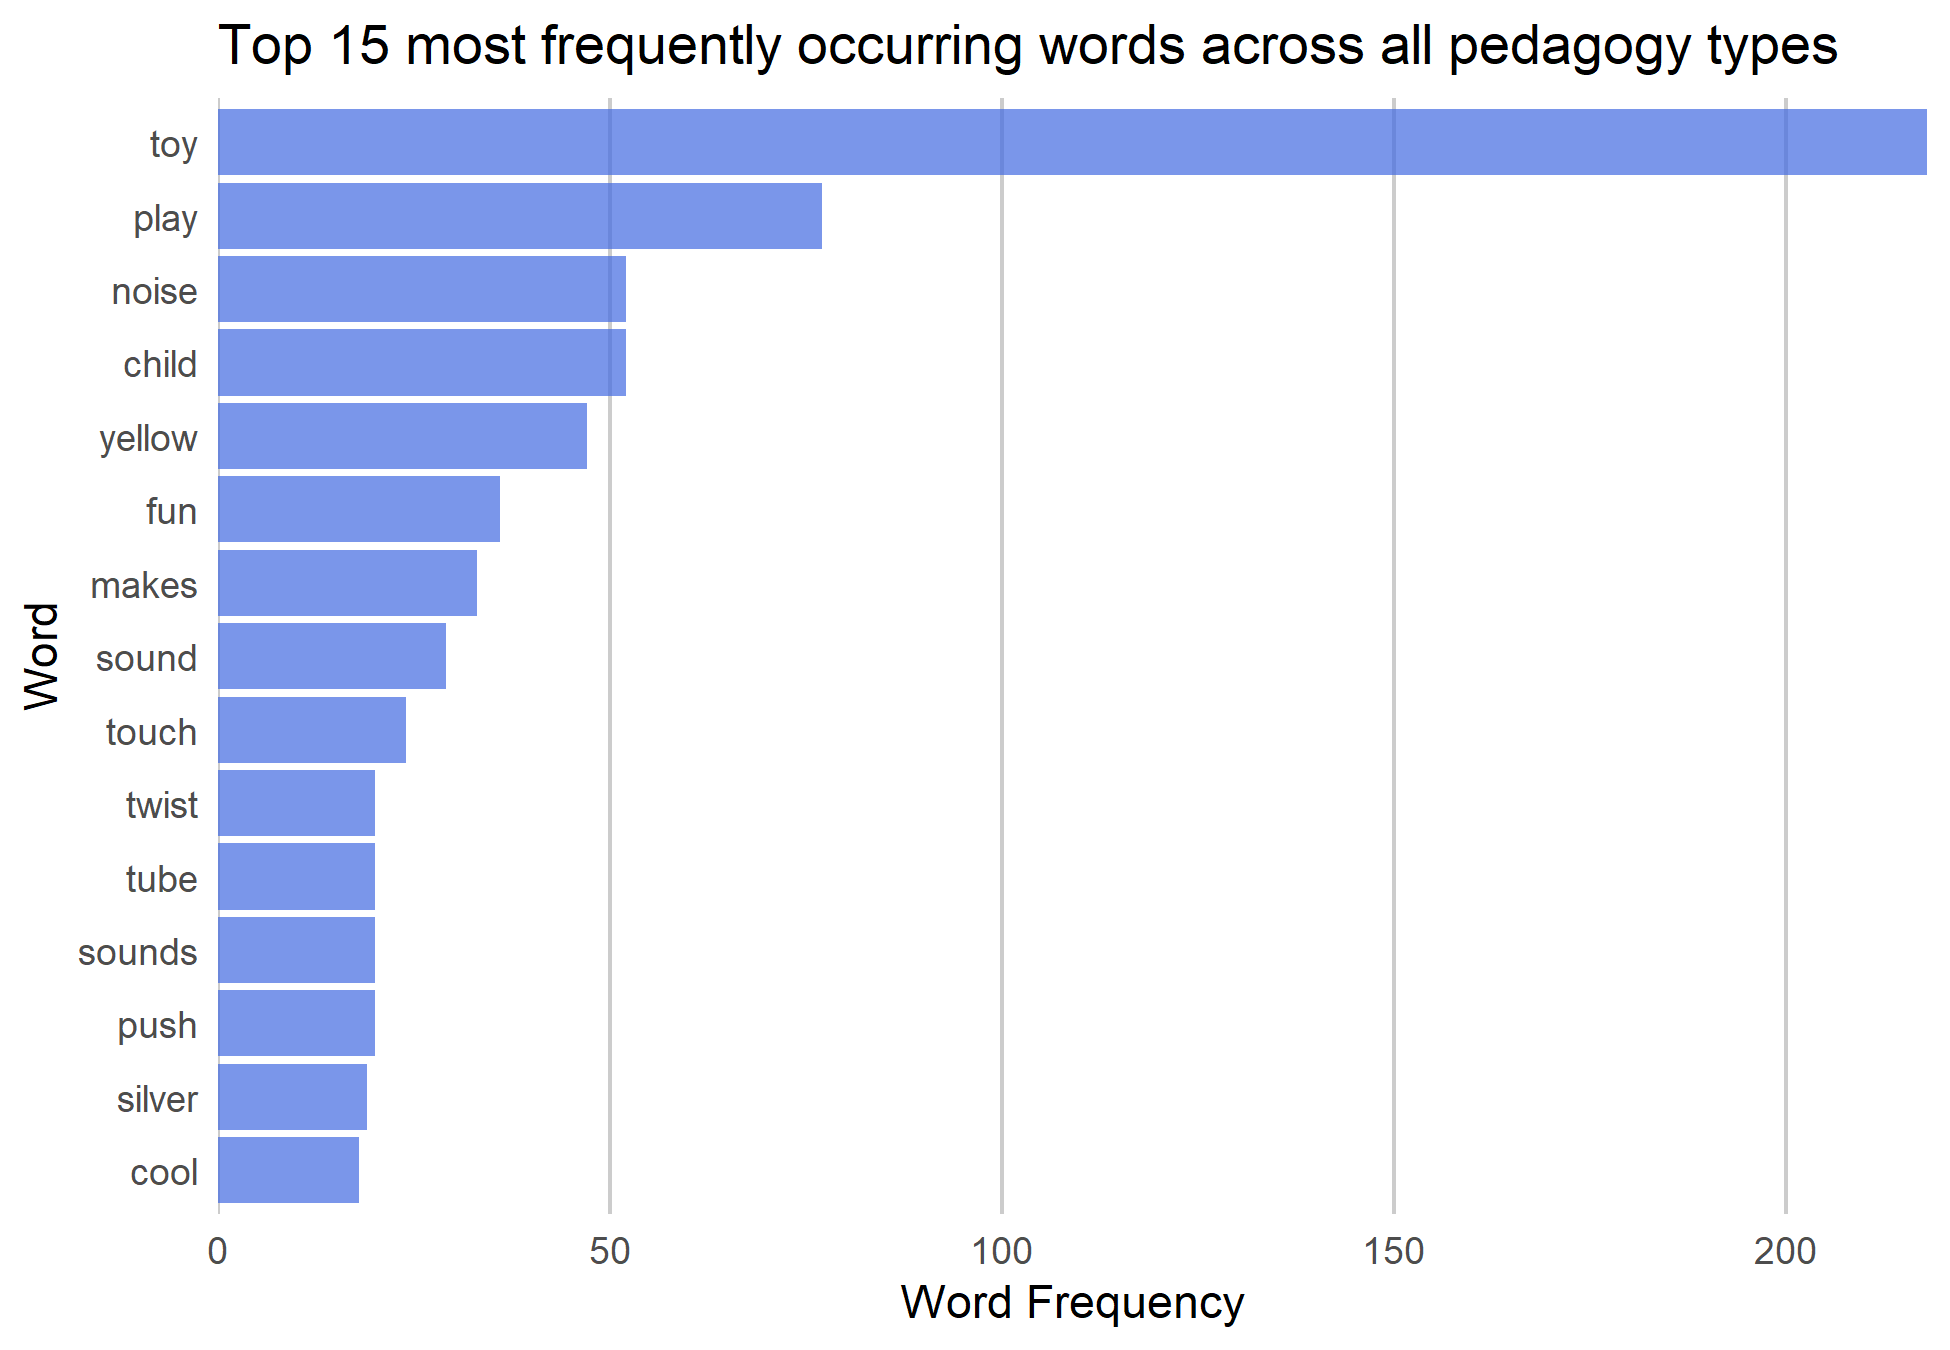 Top 15 most frequently occurring words across all pedagogy types
toy
play
noise
child
yellow
fun
makes
sound
touch
twist
tube
sounds
push
silver
cool
Word
0 50 100 150 200
Word Frequency